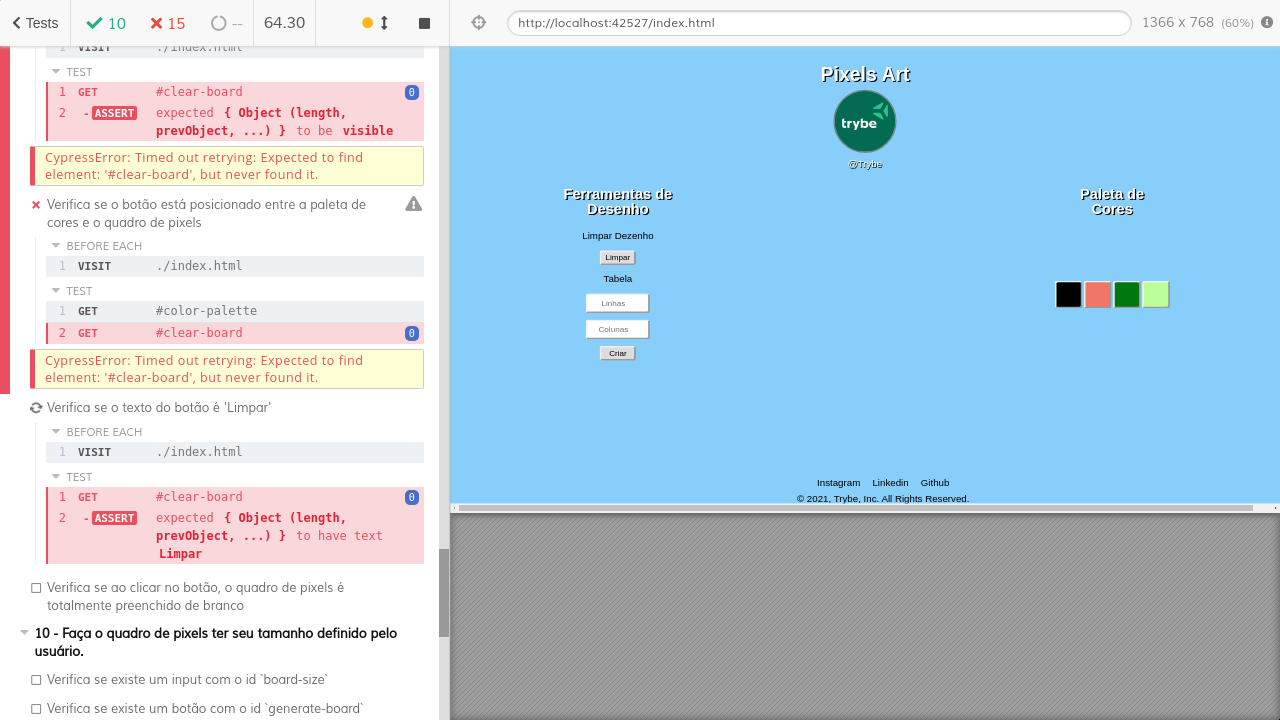 Tests
10
15
--
64.30
http://localhost:42527/index.html
1366 x 768 (60%)
1 VISIT ./index.html
TEST
1 GET #clear-board 0
2 -ASSERT expected { Object (length,
prevObject, ...) } to be visible
CypressError: Timed out retrying: Expected to find
element: '#clear-board', but never found it.
Verifica se o botão está posicionado entre a paleta de
cores e o quadro de pixels
BEFORE EACH
1 VISIT ./index.html
TEST
1 GET #color-palette
2 GET #clear-board 0
CypressError: Timed out retrying: Expected to find
element: '#clear-board', but never found it.
Verifica se o texto do botão é 'Limpar'
BEFORE EACH
1 VISIT ./index.html
TEST
1 GET #clear-board 0
2 -ASSERT expected { Object (length,
prevObject, ...) } to have text
Limpar
Verifica se ao clicar no botão, o quadro de pixels é
totalmente preenchido de branco
10 - Faça o quadro de pixels ter seu tamanho definido pelo
usuário.
Verifica se existe um input com o id `board-size`
Verifica se existe um botão com o id `generate-board`
Pixels Art
trybe
@Trybe
Ferramentas de
Desenho
Limpar Dezenho
Limpar
Tabela
Linhas
Colunas
Criar
Paleta de
Cores
Instagram Linkedin Github
© 2021, Trybe, Inc. All Rights Reserved.